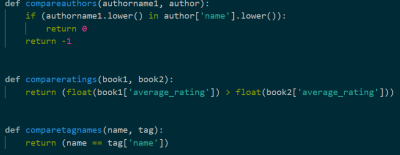 def compareauthors(authorname1, author):
    if (authorname1.lower() in author['name'].lower()):
        return 0
    return -1
def compareratings(book1, book2):
    return (float(book1['average_rating']) > float(book2['average_rating']))
def comparetagnames(name, tag):
    return (name == tag['name'])